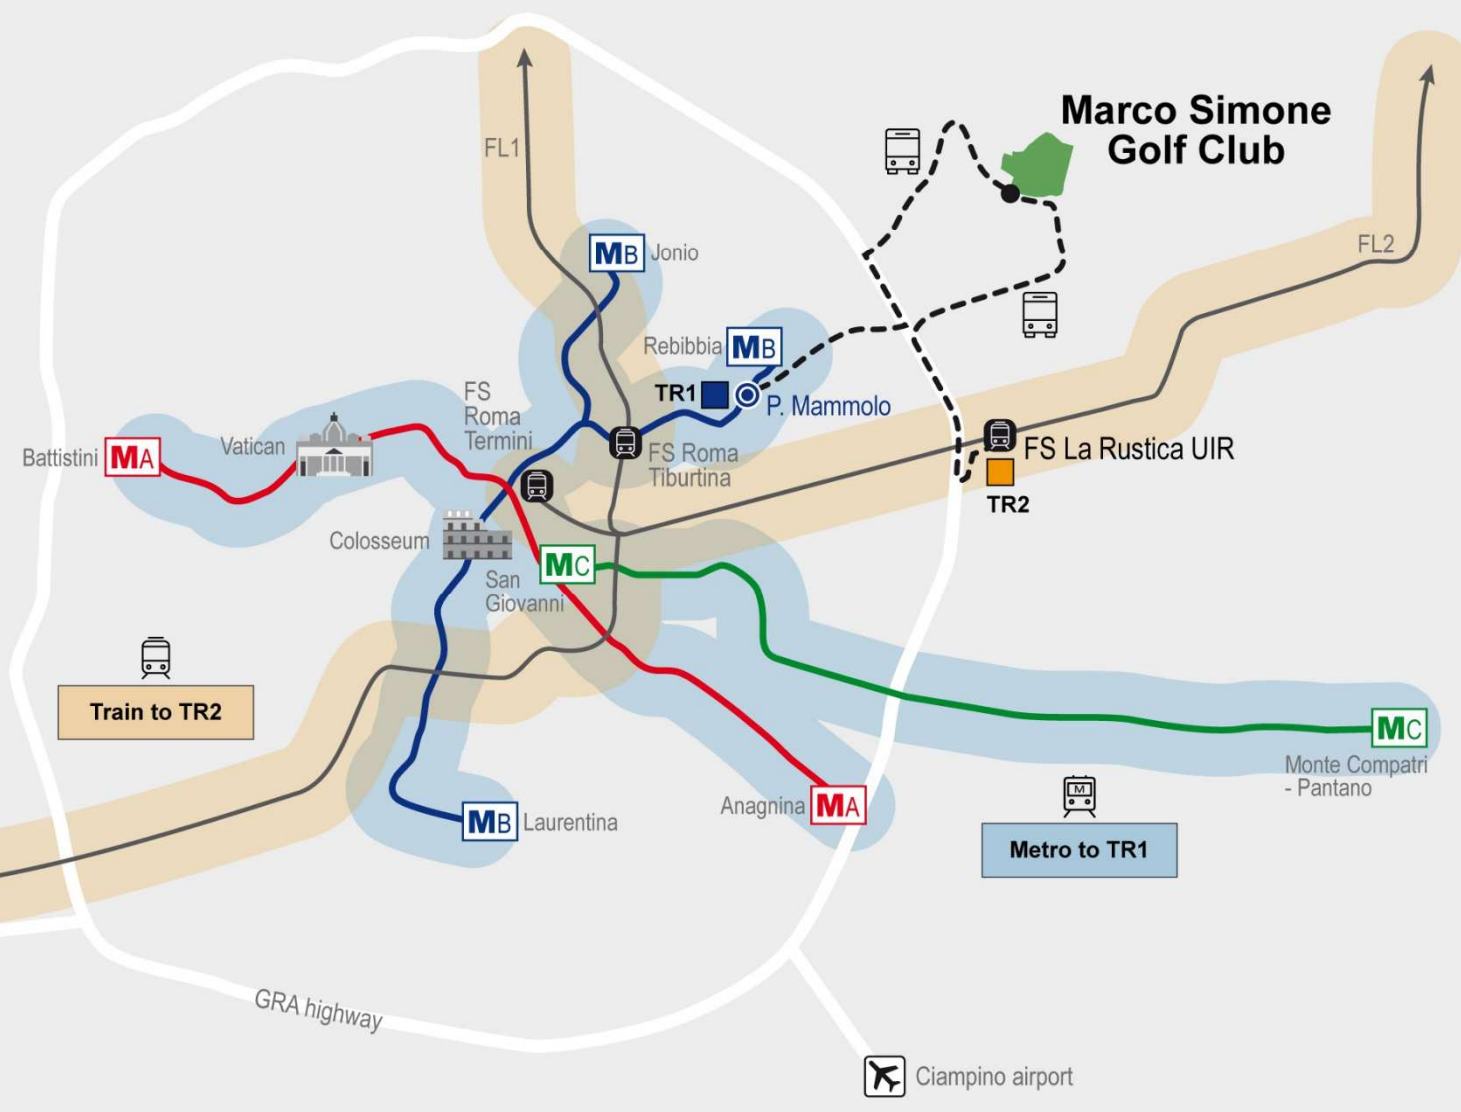 Marco Simone
Golf Club
FL1
FL2
MB Jonio
Rebibbia MB
TR1
P. Mammolo
FS
Roma
Termini
FS Roma
Tiburtina
FS La Rustica UIR
TR2
Battistini MA
Vatican
Colosseum
San
Giovanni
MC
Train to TR2
MC
Monte Compatri
- Pantano
M
Metro to TR1
Anagnina MA
MB Laurentina
GRA highway
Ciampino airport